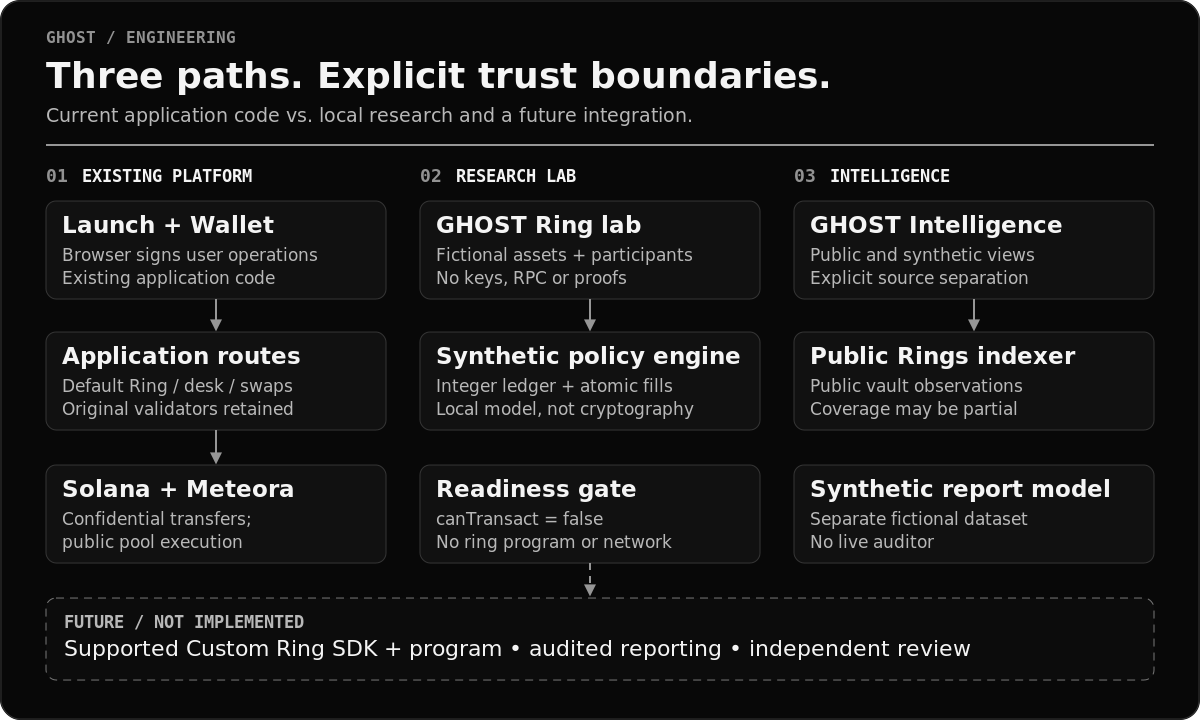 GHOST / ENGINEERING
Three paths. Explicit trust boundaries.
Current application code vs. local research and a future integration.
01 EXISTING PLATFORM
Launch + Wallet
Browser signs user operations
Existing application code
Application routes
Default Ring / desk / swaps
Original validators retained
Solana + Meteora
Confidential transfers;
public pool execution
02 RESEARCH LAB
GHOST Ring lab
Fictional assets + participants
No keys, RPC or proofs
Synthetic policy engine
Integer ledger + atomic fills
Local model, not cryptography
Readiness gate
canTransact = false
No ring program or network
03 INTELLIGENCE
GHOST Intelligence
Public and synthetic views
Explicit source separation
Public Rings indexer
Public vault observations
Coverage may be partial
Synthetic report model
Separate fictional dataset
No live auditor
FUTURE / NOT IMPLEMENTED
Supported Custom Ring SDK + program • audited reporting • independent review